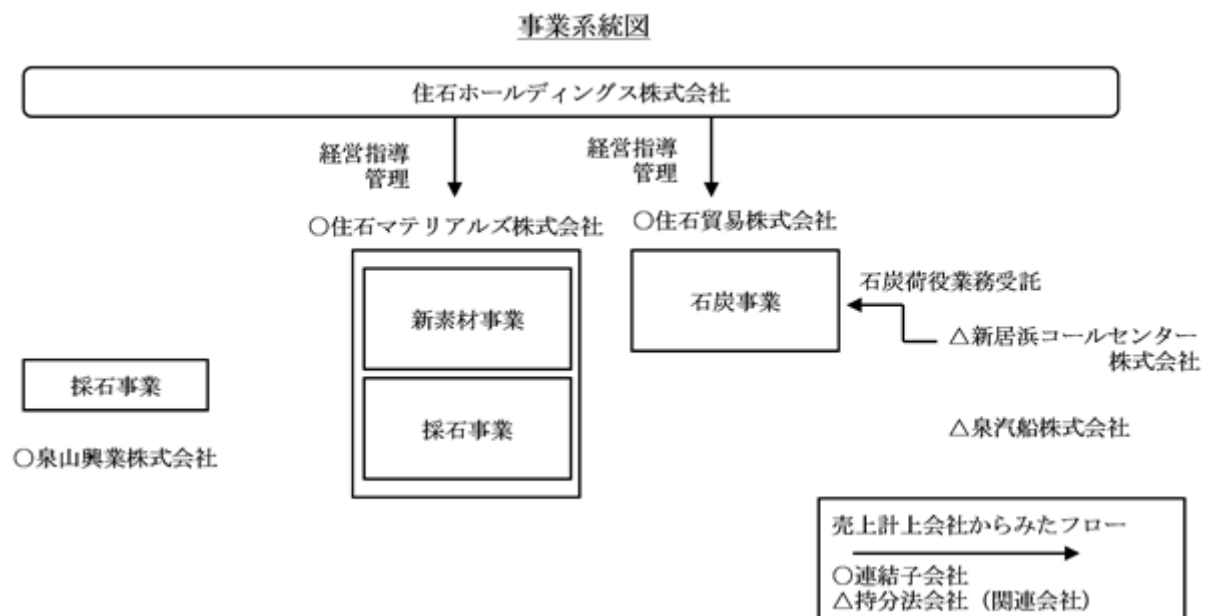 事業系統図
住石ホールディングス株式会社
経営指導
管理
経営指導
管理
○住石マテリアルズ株式会社
○住石貿易株式会社
新素材事業
石炭事業
石炭荷役業務受託
△新居浜コールセンター
株式会社
採石事業
採石事業
△泉汽船株式会社
○泉山興業株式会社
売上計上会社からみたフロー
○連結子会社
△持分法会社（関連会社）